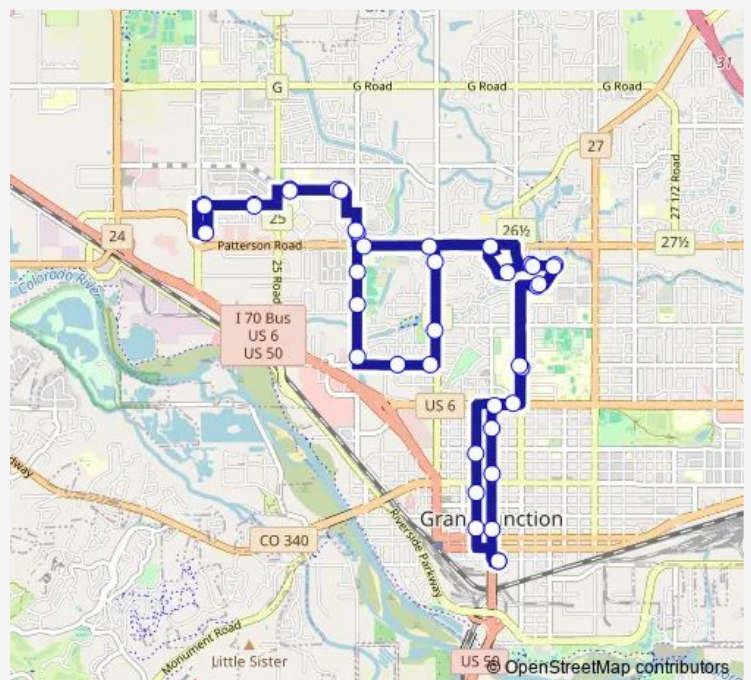 31
G
G Road
G Road
G Road
27
27 1/2 Road
25
26½
24
Patterson Road
27½
Colorado River
25 Road
I 70 Bus
US 6
US 50
US 6
Grand Junction
CO 340
Riverside Parkway
Monument Road
Little Sister
US 50
© OpenStreetMap contributors